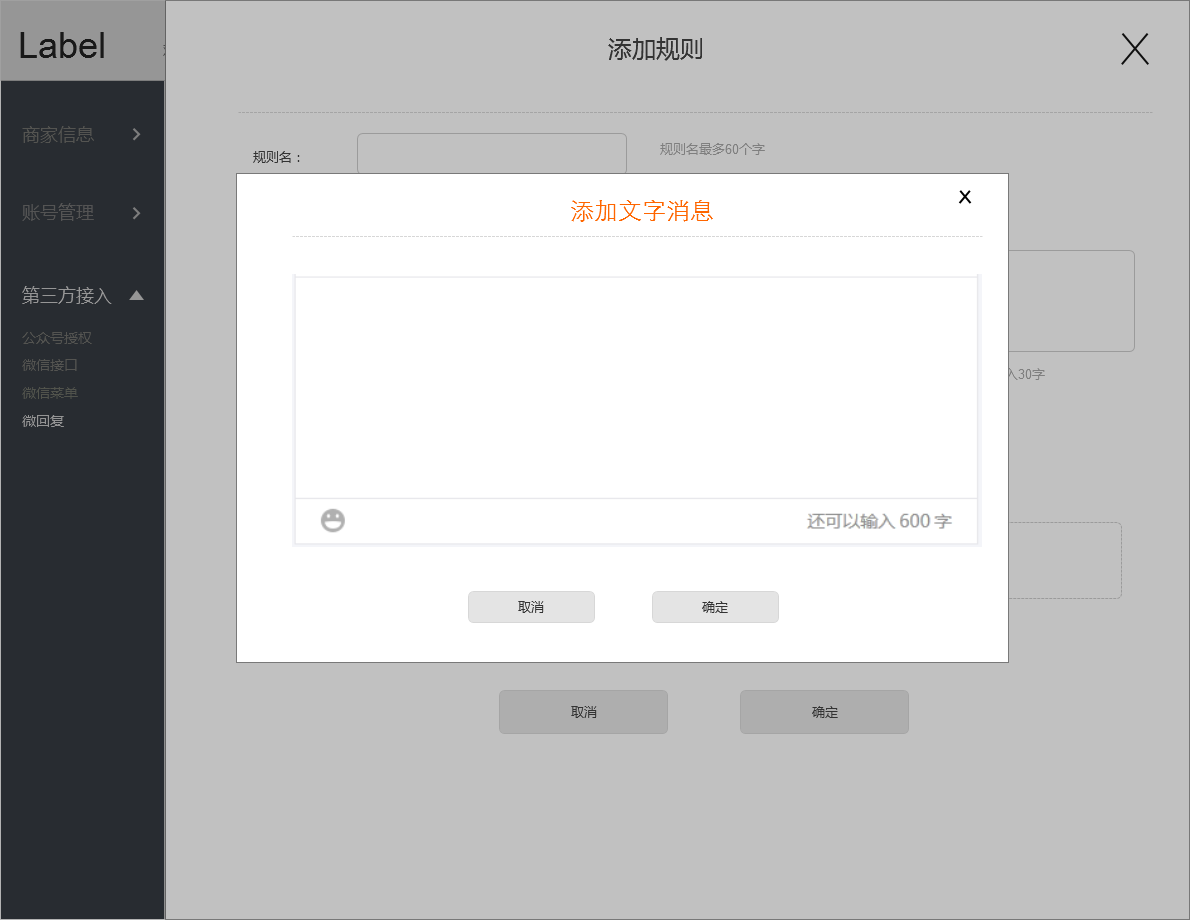 Label
添加规则
X
商家信息
规则名：
规则名最多60个字
账号管理
添加文字消息
x
第三方接入
公众号授权
微信接口
入30字
微信菜单
微回复
还可以输入 600 字
取消
确定
取消
确定